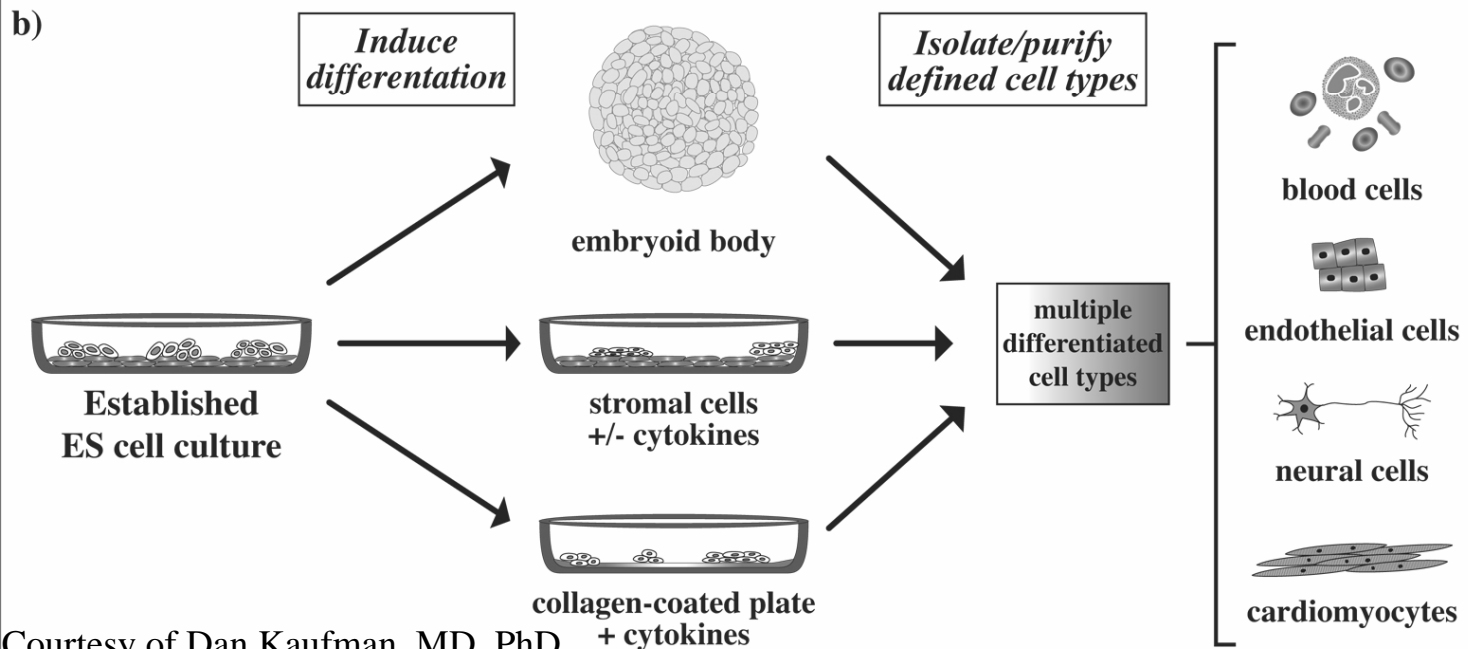 b)
Induce
differentation
Isolate/purify
defined cell types
embryoid body
blood cells
endothelial cells
multiple
differentiated
cell types
Established
ES cell culture
stromal cells
+/- cytokines
neural cells
collagen-coated plate
+ cytokines
cardiomyocytes
Courtesy of Dan Kaufman, MD, PhD